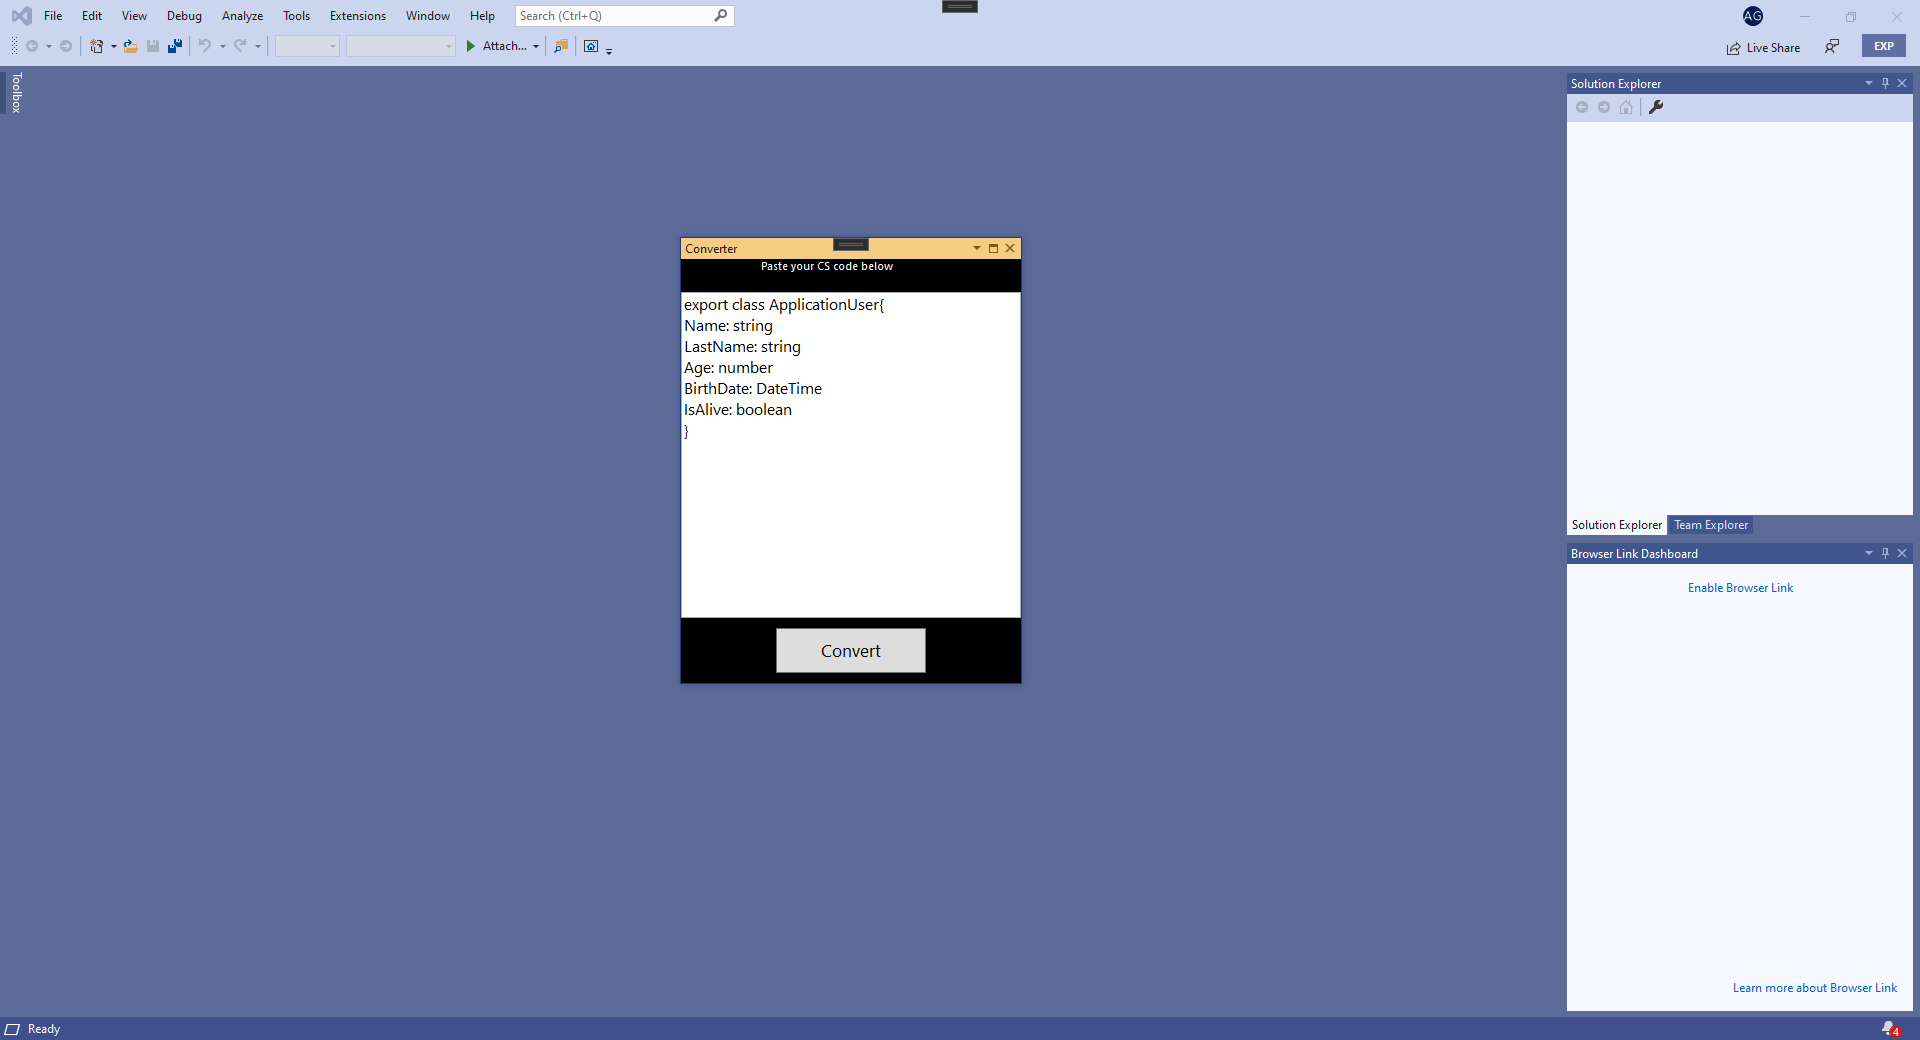 File Edit View Debug Analyze Tools Extensions Window Help Search (Ctrl+Q) AG
Attach... Live Share EXP
Toolbox
Solution Explorer
Converter
Paste your CS code below
export class ApplicationUser{
Name: string
LastName: string
Age: number
BirthDate: DateTime
IsAlive: boolean
}
Convert
Solution Explorer Team Explorer
Browser Link Dashboard
Enable Browser Link
Learn more about Browser Link
Ready 4